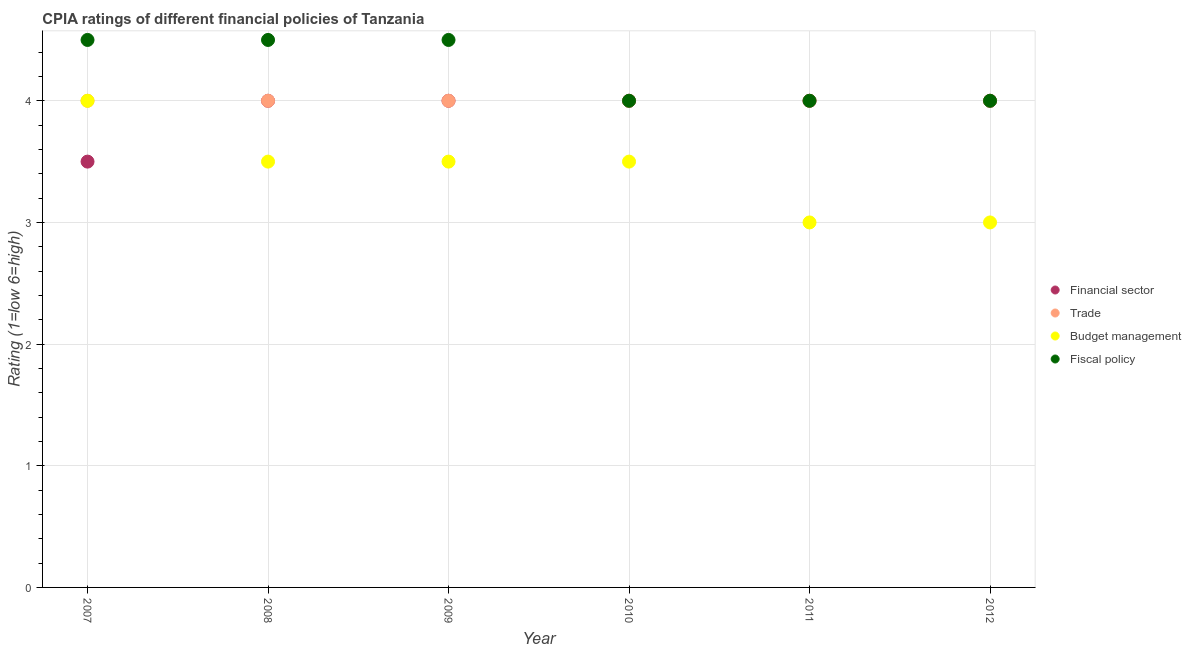 CPIA ratings of different financial policies of Tanzania
Rating (1=low 6=high)
4
3
2
1
0
2007
2008
2009
2010
2011
2012
Year
Financial sector
Trade
Budget management
Fiscal policy